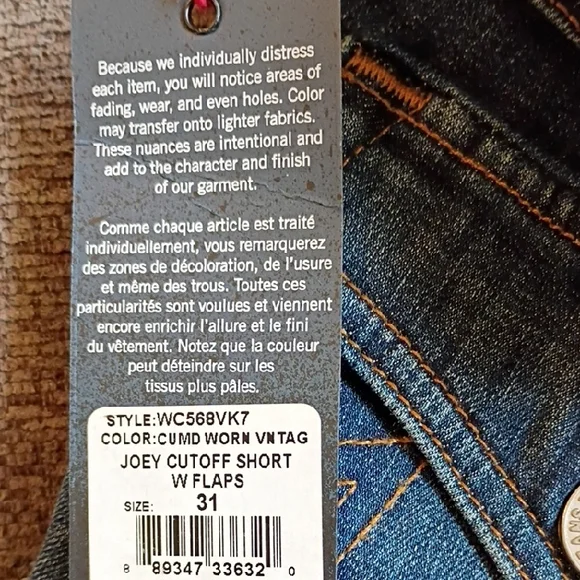 Because we individually distress
each item, you will notice areas of
fading, wear, and even holes. Color
may transfer onto lighter fabrics.
These nuances are intentional and
add to the character and finish
of our garment.
Comme chaque article est traité
individuellement, vous remarquerez
des zones de décoloration, de l'usure
et même des trous. Toutes ces
particularités sont voulues et viennent
encore enrichir l'allure et le fini
du vêtement. Notez que la couleur
peut déteindre sur les
tissus plus pâles.
STYLE:WC568VK7
COLOR:CUMD WORN VNTAG
JOEY CUTOFF SHORT
W FLAPS
SIZE: 31
8 89347 33632 0